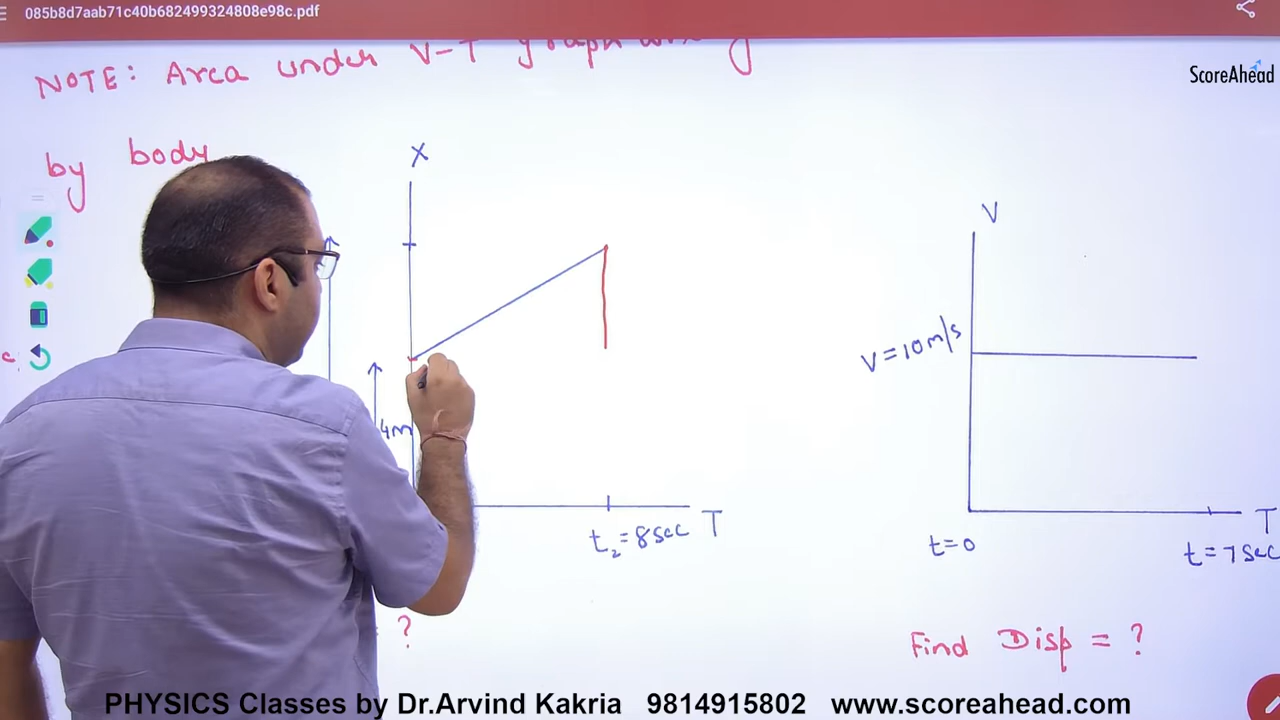 085b8d7aab71c40b682499324808e98c.pdf
ScoreAhead
NOTE: Area under V-T graph
by body
X
4m
t₂=8sec T
?
V
V=10m/s
T
t=0
t=7sec
Find Disp = ?
PHYSICS Classes by Dr.Arvind Kakria 9814915802 www.scoreahead.com